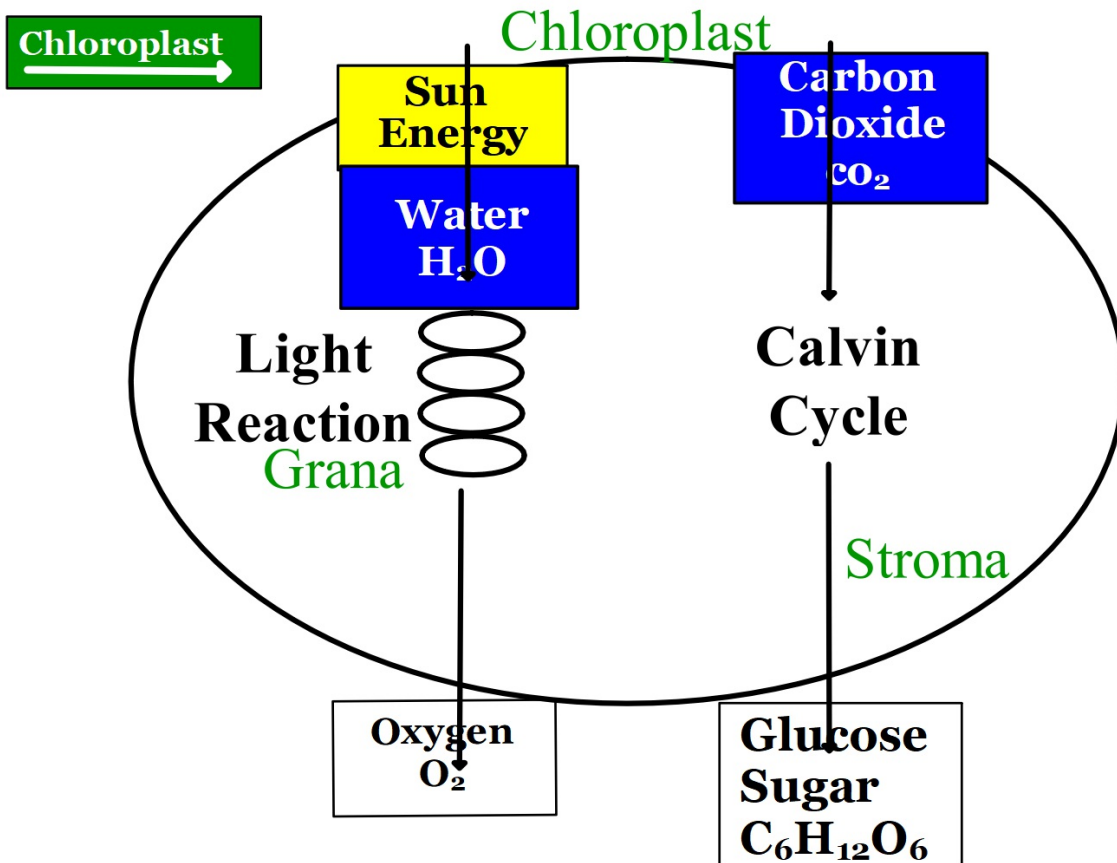 Chloroplast
Chloroplast
Sun
Energy
Water
H₂O
Carbon
Dioxide
co₂
Light
Reaction
Grana
Calvin
Cycle
Stroma
Oxygen
O₂
Glucose
Sugar
C₆H₁₂O₆